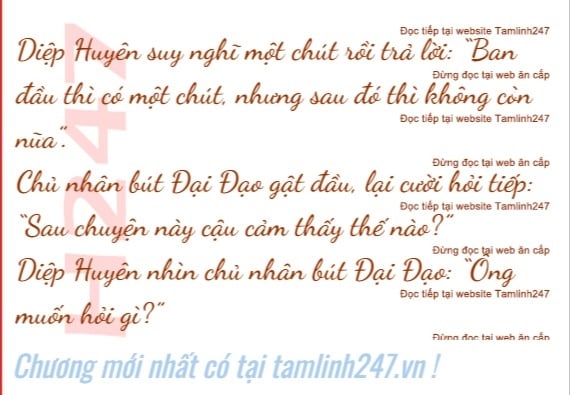 Đọc tiếp tại website Tamlinh247
Diệp Huyên suy nghĩ một chút rồi trả lời: “Ban
Đừng đọc tại web ăn cắp
đầu thì có một chút, nhưng sau đó thì không còn
Đọc tiếp tại website Tamlinh247
nữa”.
Đừng đọc tại web ăn cắp
Chủ nhân bút Đại Đạo gật đầu, lại cười hỏi tiếp:
Đọc tiếp tại website Tamlinh247
“Sau chuyện này cậu cảm thấy thế nào?”
Đừng đọc tại web ăn cắp
Diệp Huyên nhìn chủ nhân bút Đại Đạo: “Ông
Đọc tiếp tại website Tamlinh247
muốn hỏi gì?”
Đừng đọc tại web ăn cắp
H247
Chương mới nhất có tại tamlinh247.vn !